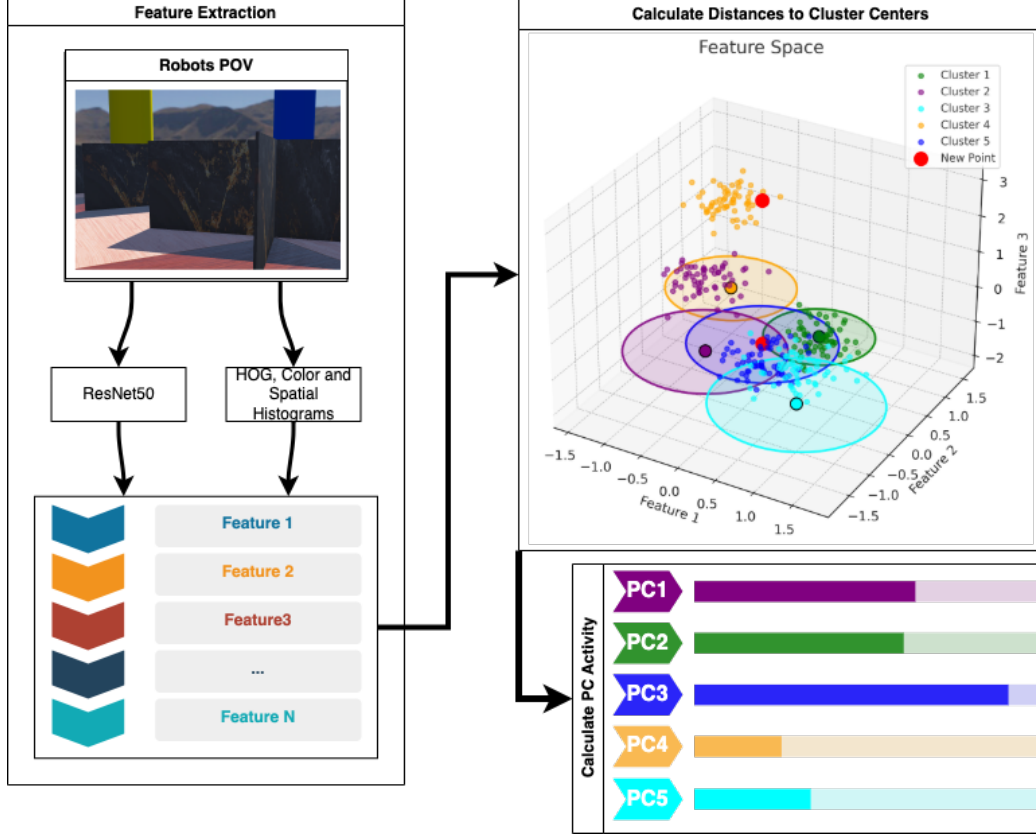 Feature Extraction
Robots POV
ResNet50
HOG, Color and
Spatial
Histograms
Feature 1
Feature 2
Feature3
...
Feature N
Calculate Distances to Cluster Centers
Feature Space
Cluster 1
Cluster 2
Cluster 3
Cluster 4
Cluster 5
New Point
3
2
1
0
−1
−2
Feature 3
−1.5
−1.0
−0.5
0.0
0.5
1.0
1.5
Feature 1
−1.5
−1.0
−0.5
0.0
0.5
1.0
1.5
Feature 2
Calculate PC Activity
PC1
PC2
PC3
PC4
PC5